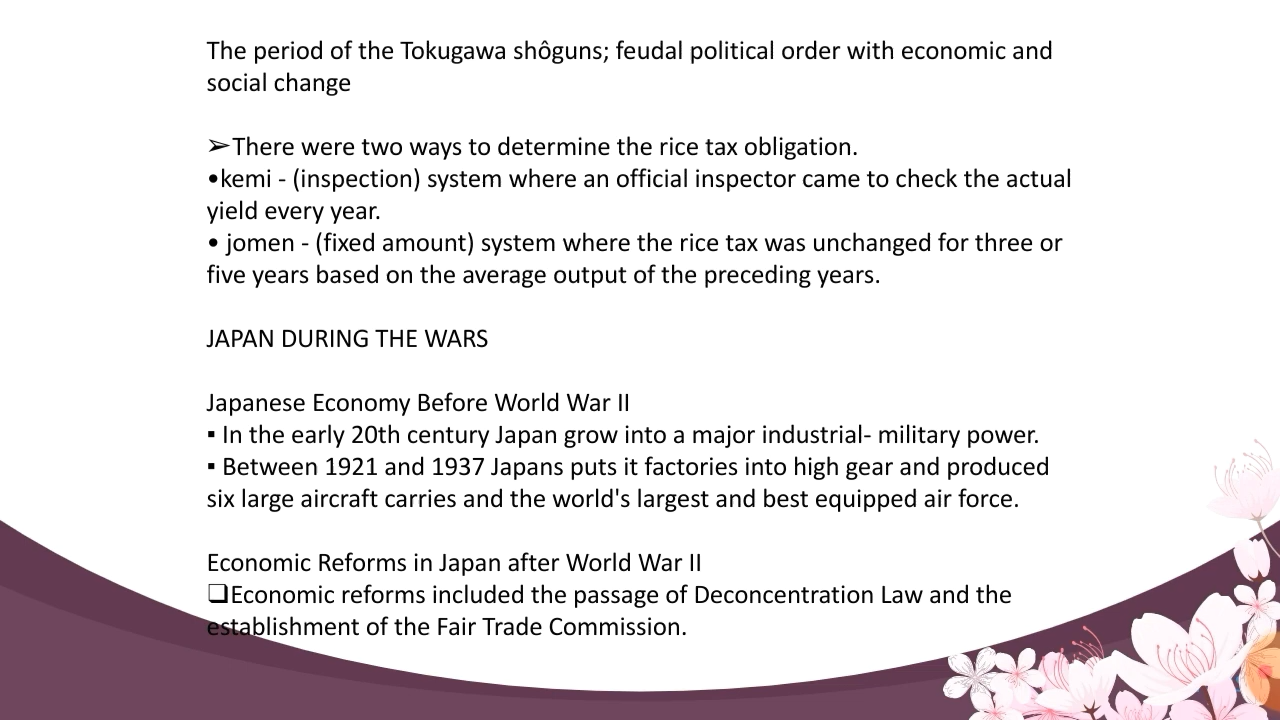 The period of the Tokugawa shôguns; feudal political order with economic and
social change
➢There were two ways to determine the rice tax obligation.
•kemi - (inspection) system where an official inspector came to check the actual
yield every year.
• jomen - (fixed amount) system where the rice tax was unchanged for three or
five years based on the average output of the preceding years.
JAPAN DURING THE WARS
Japanese Economy Before World War II
▪ In the early 20th century Japan grow into a major industrial- military power.
▪ Between 1921 and 1937 Japans puts it factories into high gear and produced
six large aircraft carries and the world's largest and best equipped air force.
Economic Reforms in Japan after World War II
❑Economic reforms included the passage of Deconcentration Law and the
establishment of the Fair Trade Commission.